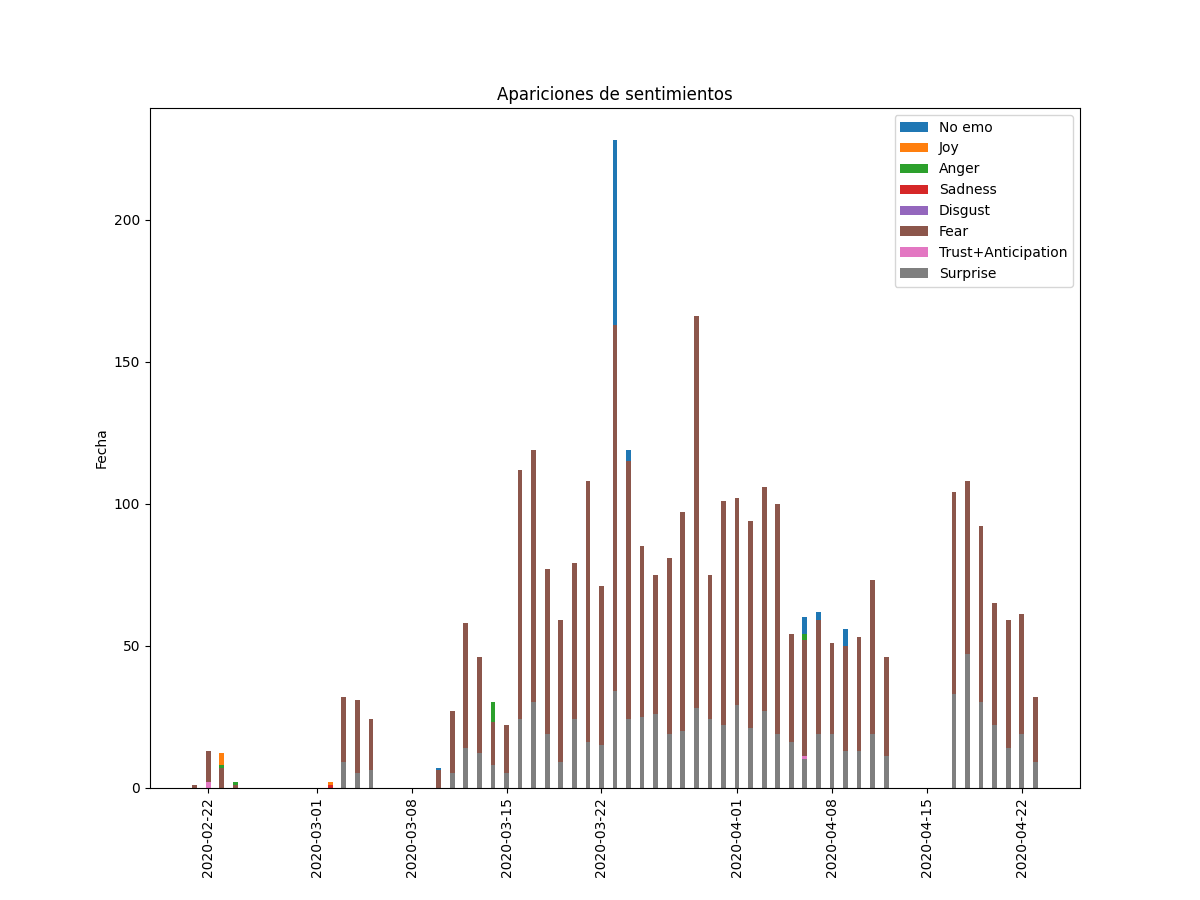 Apariciones de sentimientos
No emo
Joy
Anger
Sadness
Disgust
Fear
Trust+Anticipation
Surprise
Fecha
200
150
100
50
0
2020-02-22
2020-03-01
2020-03-08
2020-03-15
2020-03-22
2020-04-01
2020-04-08
2020-04-15
2020-04-22